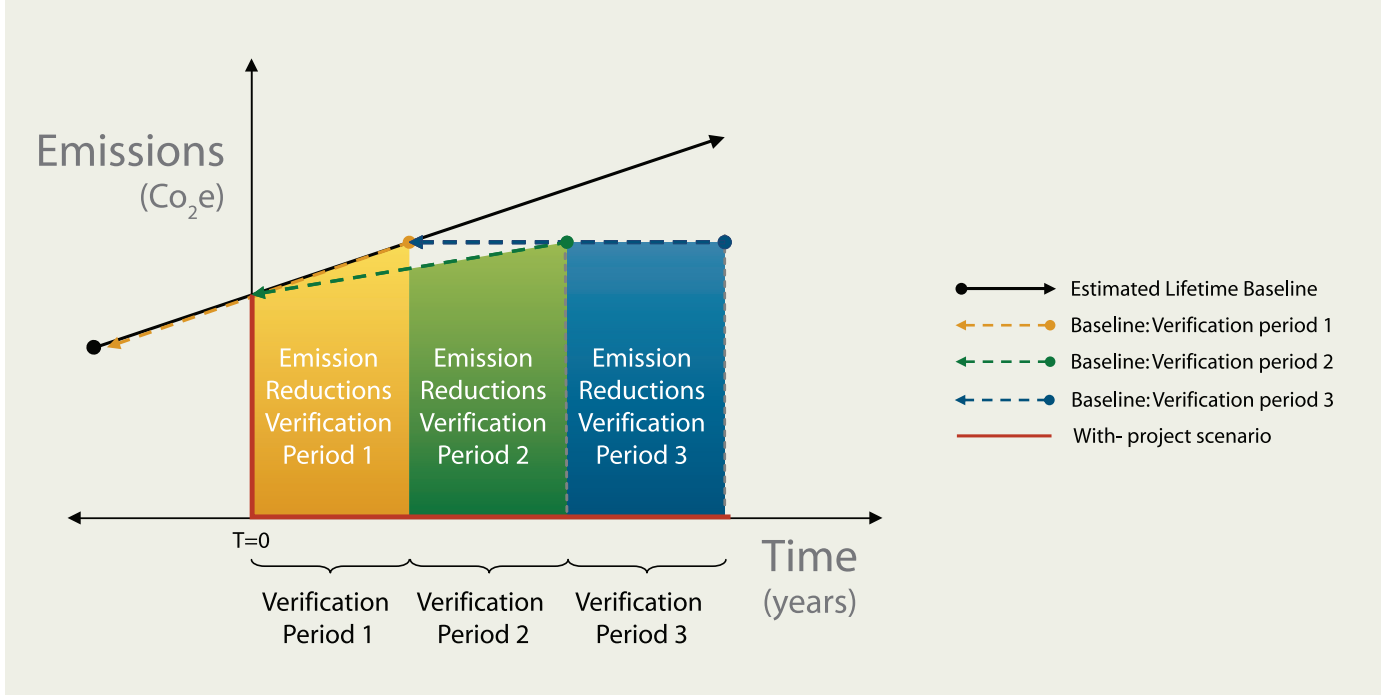 Emissions
(Co₂e)
Emission
Reductions
Verification
Period 1
Emission
Reductions
Verification
Period 2
Emission
Reductions
Verification
Period 3
T=0
Time
(years)
Verification
Period 1
Verification
Period 2
Verification
Period 3
Estimated Lifetime Baseline
Baseline: Verification period 1
Baseline: Verification period 2
Baseline: Verification period 3
With- project scenario